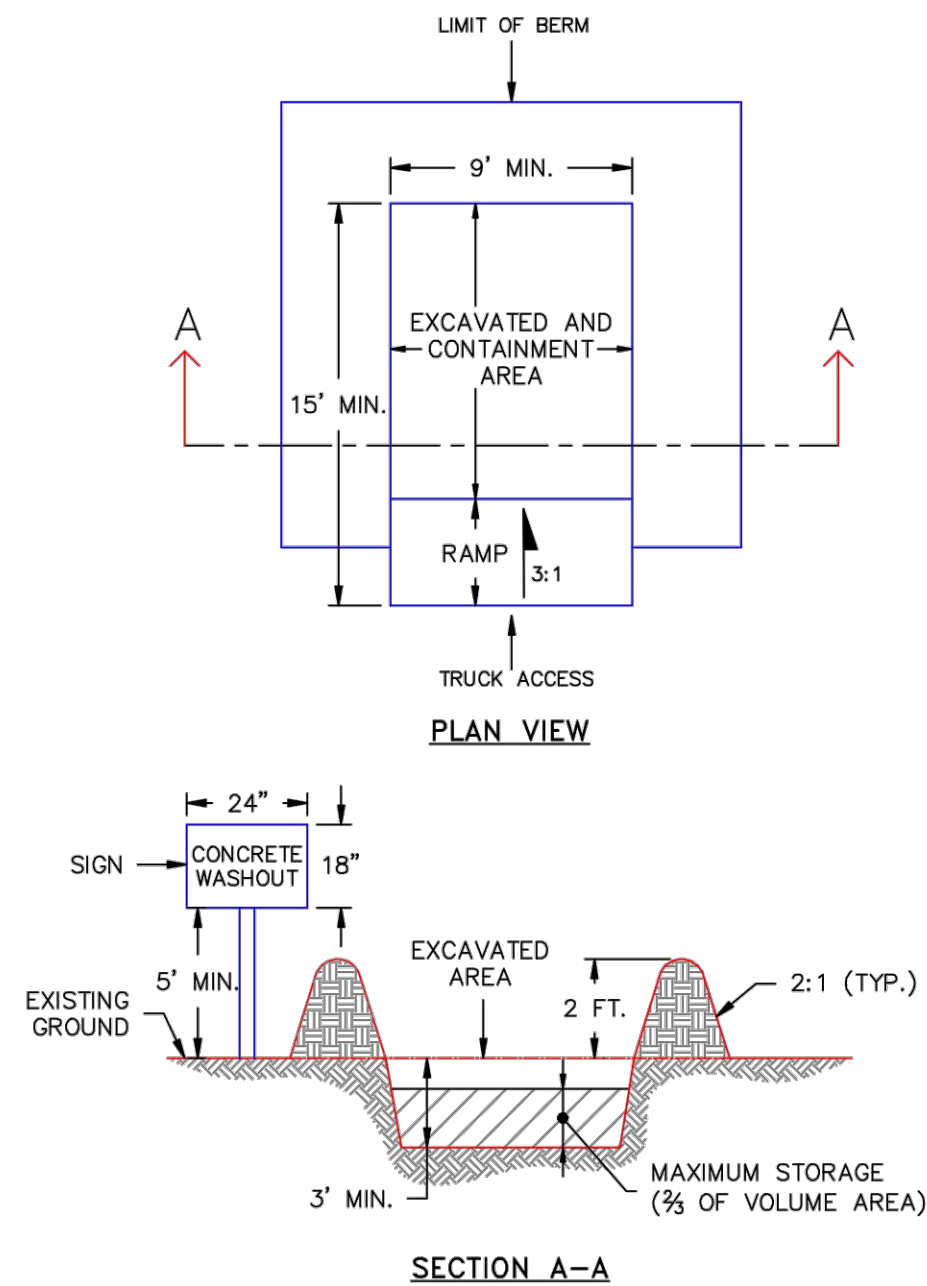 LIMIT OF BERM
9' MIN.
A
A
EXCAVATED AND
CONTAINMENT
AREA
15' MIN.
RAMP
3:1
TRUCK ACCESS
PLAN VIEW
24"
SIGN
CONCRETE
WASHOUT
18"
5' MIN.
EXCAVATED
AREA
2 FT.
2:1 (TYP.)
EXISTING
GROUND
3' MIN.
MAXIMUM STORAGE
(⅔ OF VOLUME AREA)
SECTION A-A